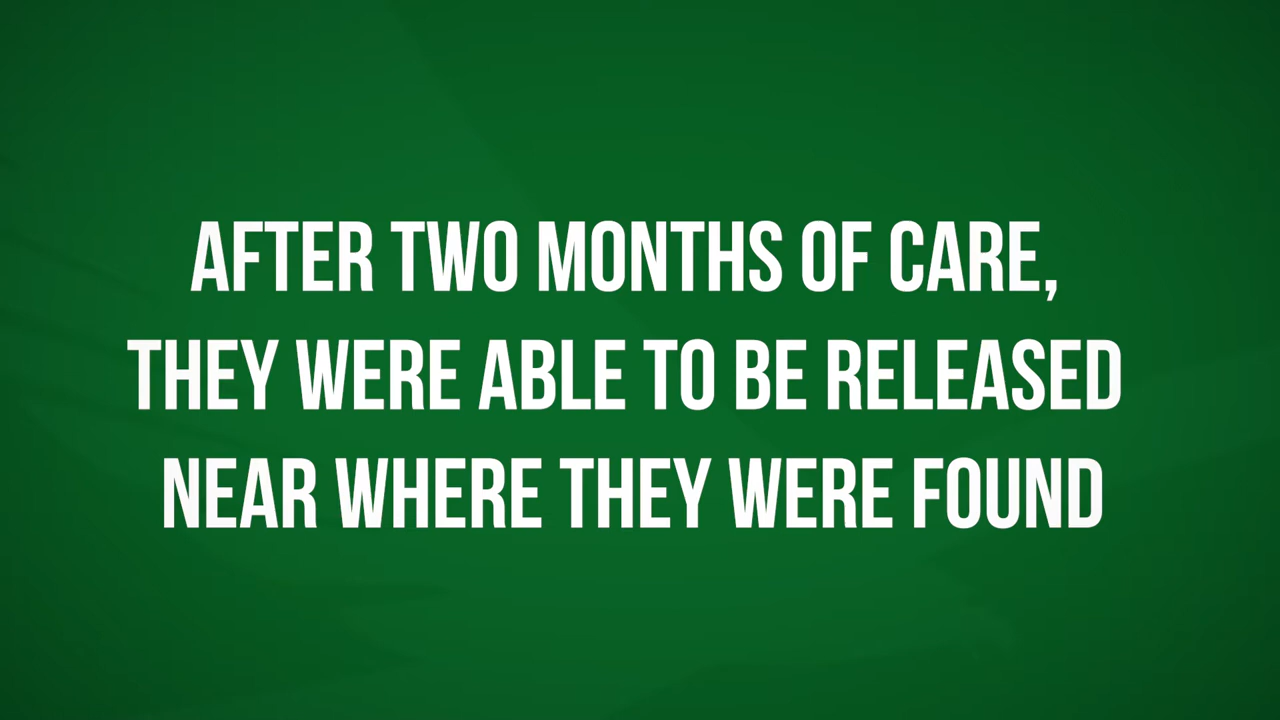 AFTER TWO MONTHS OF CARE,
THEY WERE ABLE TO BE RELEASED
NEAR WHERE THEY WERE FOUND